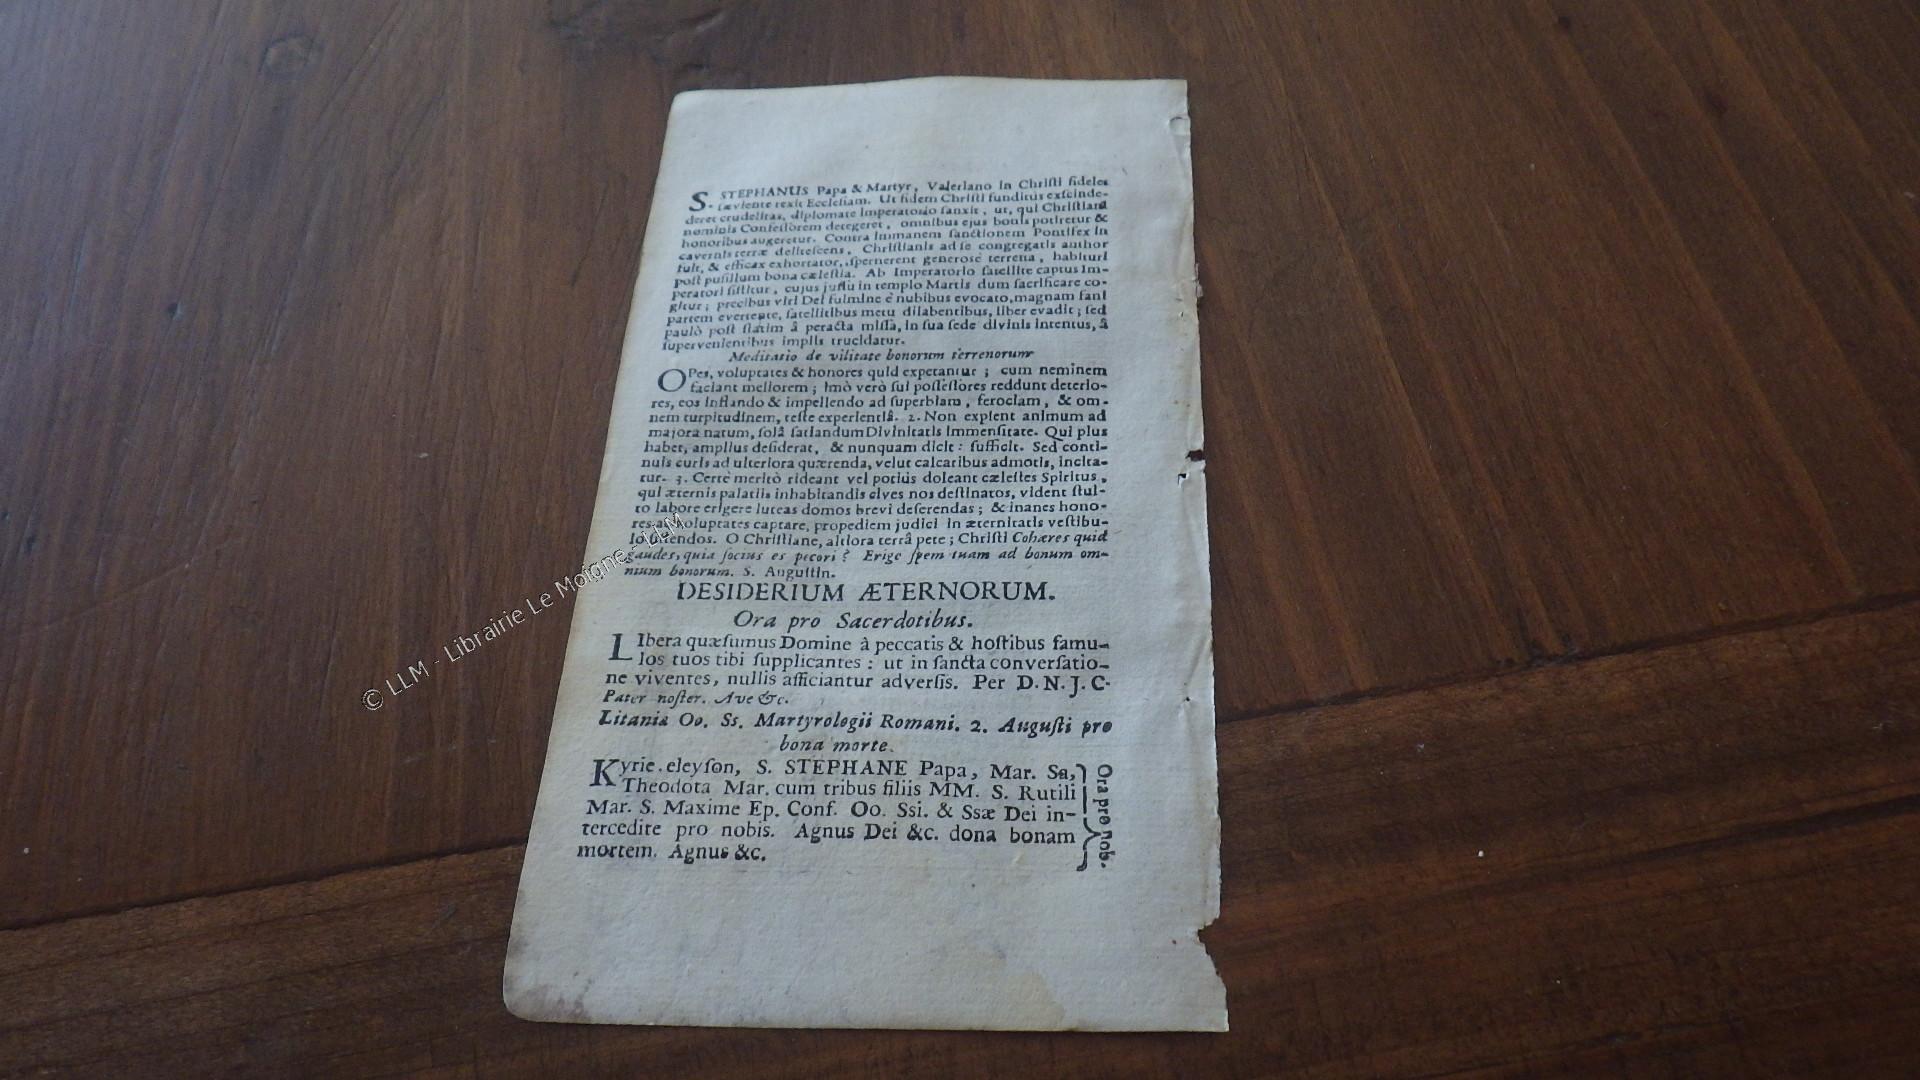 S. STEPHANUS Papa & Martyr, Valeriano in Chriſti fideles
ſæviente rexit Eccleſiam. Ut fidem Chriſti funditus exſcinde-
deret crudelitas, diplomate Imperatorio ſanxit, ut, qui Chriſtiani
nominis Confeſſorem detegeret, omnibus ejus bonis potiretur &
honoribus augeretur. Contra immanem ſanctionem Pontifex in
cavernis terræ deliteſcens, Chriſtianis ad ſe congregatis author
fuit, & efficax exhortator, ſpernerent generosè terrena, habituri
poſt puſillum bona cæleſtia. Ab Imperatorio ſatellite captus Im-
peratori ſiſtitur, cujus juſſu in templo Martis dum ſacrificare co-
gitur; precibus viri Dei fulmine è nubibus evocato, magnam fani
partem evertente, ſatellitibus metu dilabentibus, liber evadit; ſed
paulò poſt ſtatim â peracta miſſa, in ſua ſede divinis intentus, â
ſupervenientibus impiis trucidatur.
Meditatio de vilitate bonorum terrenorum
OPes, voluptates & honores quid expetantur; cum neminem
faciant meliorem; Imò verò ſui poſſeſſores reddunt deterio-
res, eos inflando & impellendo ad ſuperbiam, ferociam, & om-
nem turpitudinem, teſte experientiâ. 2. Non explent animum ad
majora natum, ſolâ ſatiandum Divinitatis immenſitate. Qui plus
habet, amplius deſiderat, & nunquam dicit: ſufficit. Sed conti-
nuis curis ad ulteriora quærenda, velut calcaribus admotis, incita-
tur. 3. Certè meritò rideant vel potiùs doleant cæleſtes Spiritus,
qui æternis palatiis inhabitandis cives nos deſtinatos, vident ſtul-
to labore erigere luteas domos brevi deſerendas; & inanes hono-
res ac voluptates captare, propediem judici in æternitatis veſtibu-
lo luendos. O Chriſtiane, altiora terrâ pete; Chriſti Cohæres quid
gaudes, quia ſocius es pecori? Erige ſpem tuam ad bonum om-
nium bonorum. S. Auguſtin.
DESIDERIUM ÆTERNORUM.
Ora pro Sacerdotibus.
LIbera quæſumus Domine â peccatis & hoſtibus famu-
los tuos tibi ſupplicantes: ut in ſancta converſatio-
ne viventes, nullis afficiantur adverſis. Per D. N. J. C.
Pater noſter. Ave &c.
Litania Oo. Ss. Martyrologii Romani. 2. Auguſti pro
bona morte.
Kyrie eleyſon, S. STEPHANE Papa, Mar. Sa,
Theodota Mar. cum tribus filiis MM. S. Rutili
Mar. S. Maxime Ep. Conf. Oo. Ssi. & Ssæ Dei in-
tercedite pro nobis. Agnus Dei &c. dona bonam
mortem. Agnus &c.
Ora pro nob.
© LLM - Librairie Le Moigne - LLM